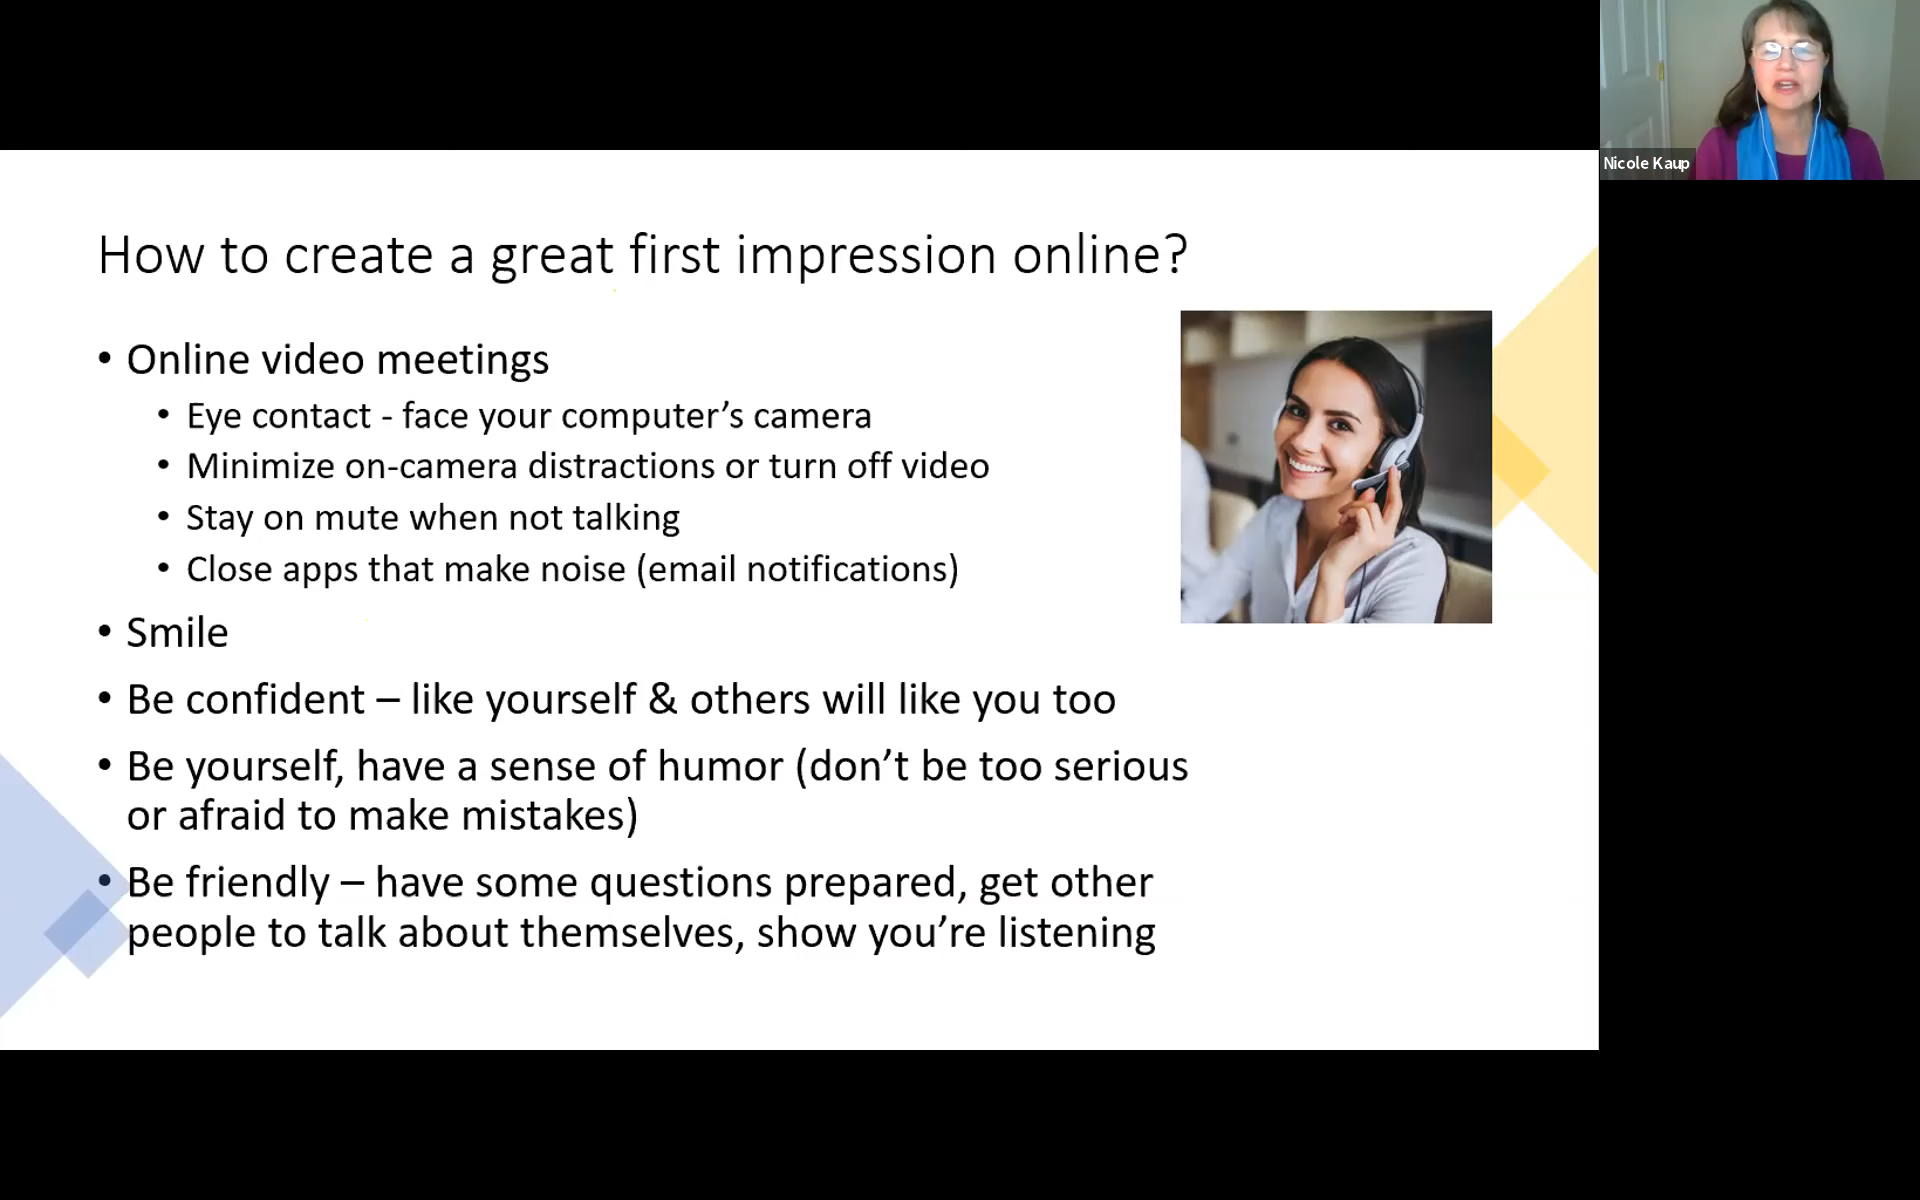 Nicole Kaup
How to create a great first impression online?
• Online video meetings
• Eye contact - face your computer’s camera
• Minimize on-camera distractions or turn off video
• Stay on mute when not talking
• Close apps that make noise (email notifications)
• Smile
• Be confident – like yourself & others will like you too
• Be yourself, have a sense of humor (don’t be too serious
or afraid to make mistakes)
• Be friendly – have some questions prepared, get other
people to talk about themselves, show you’re listening